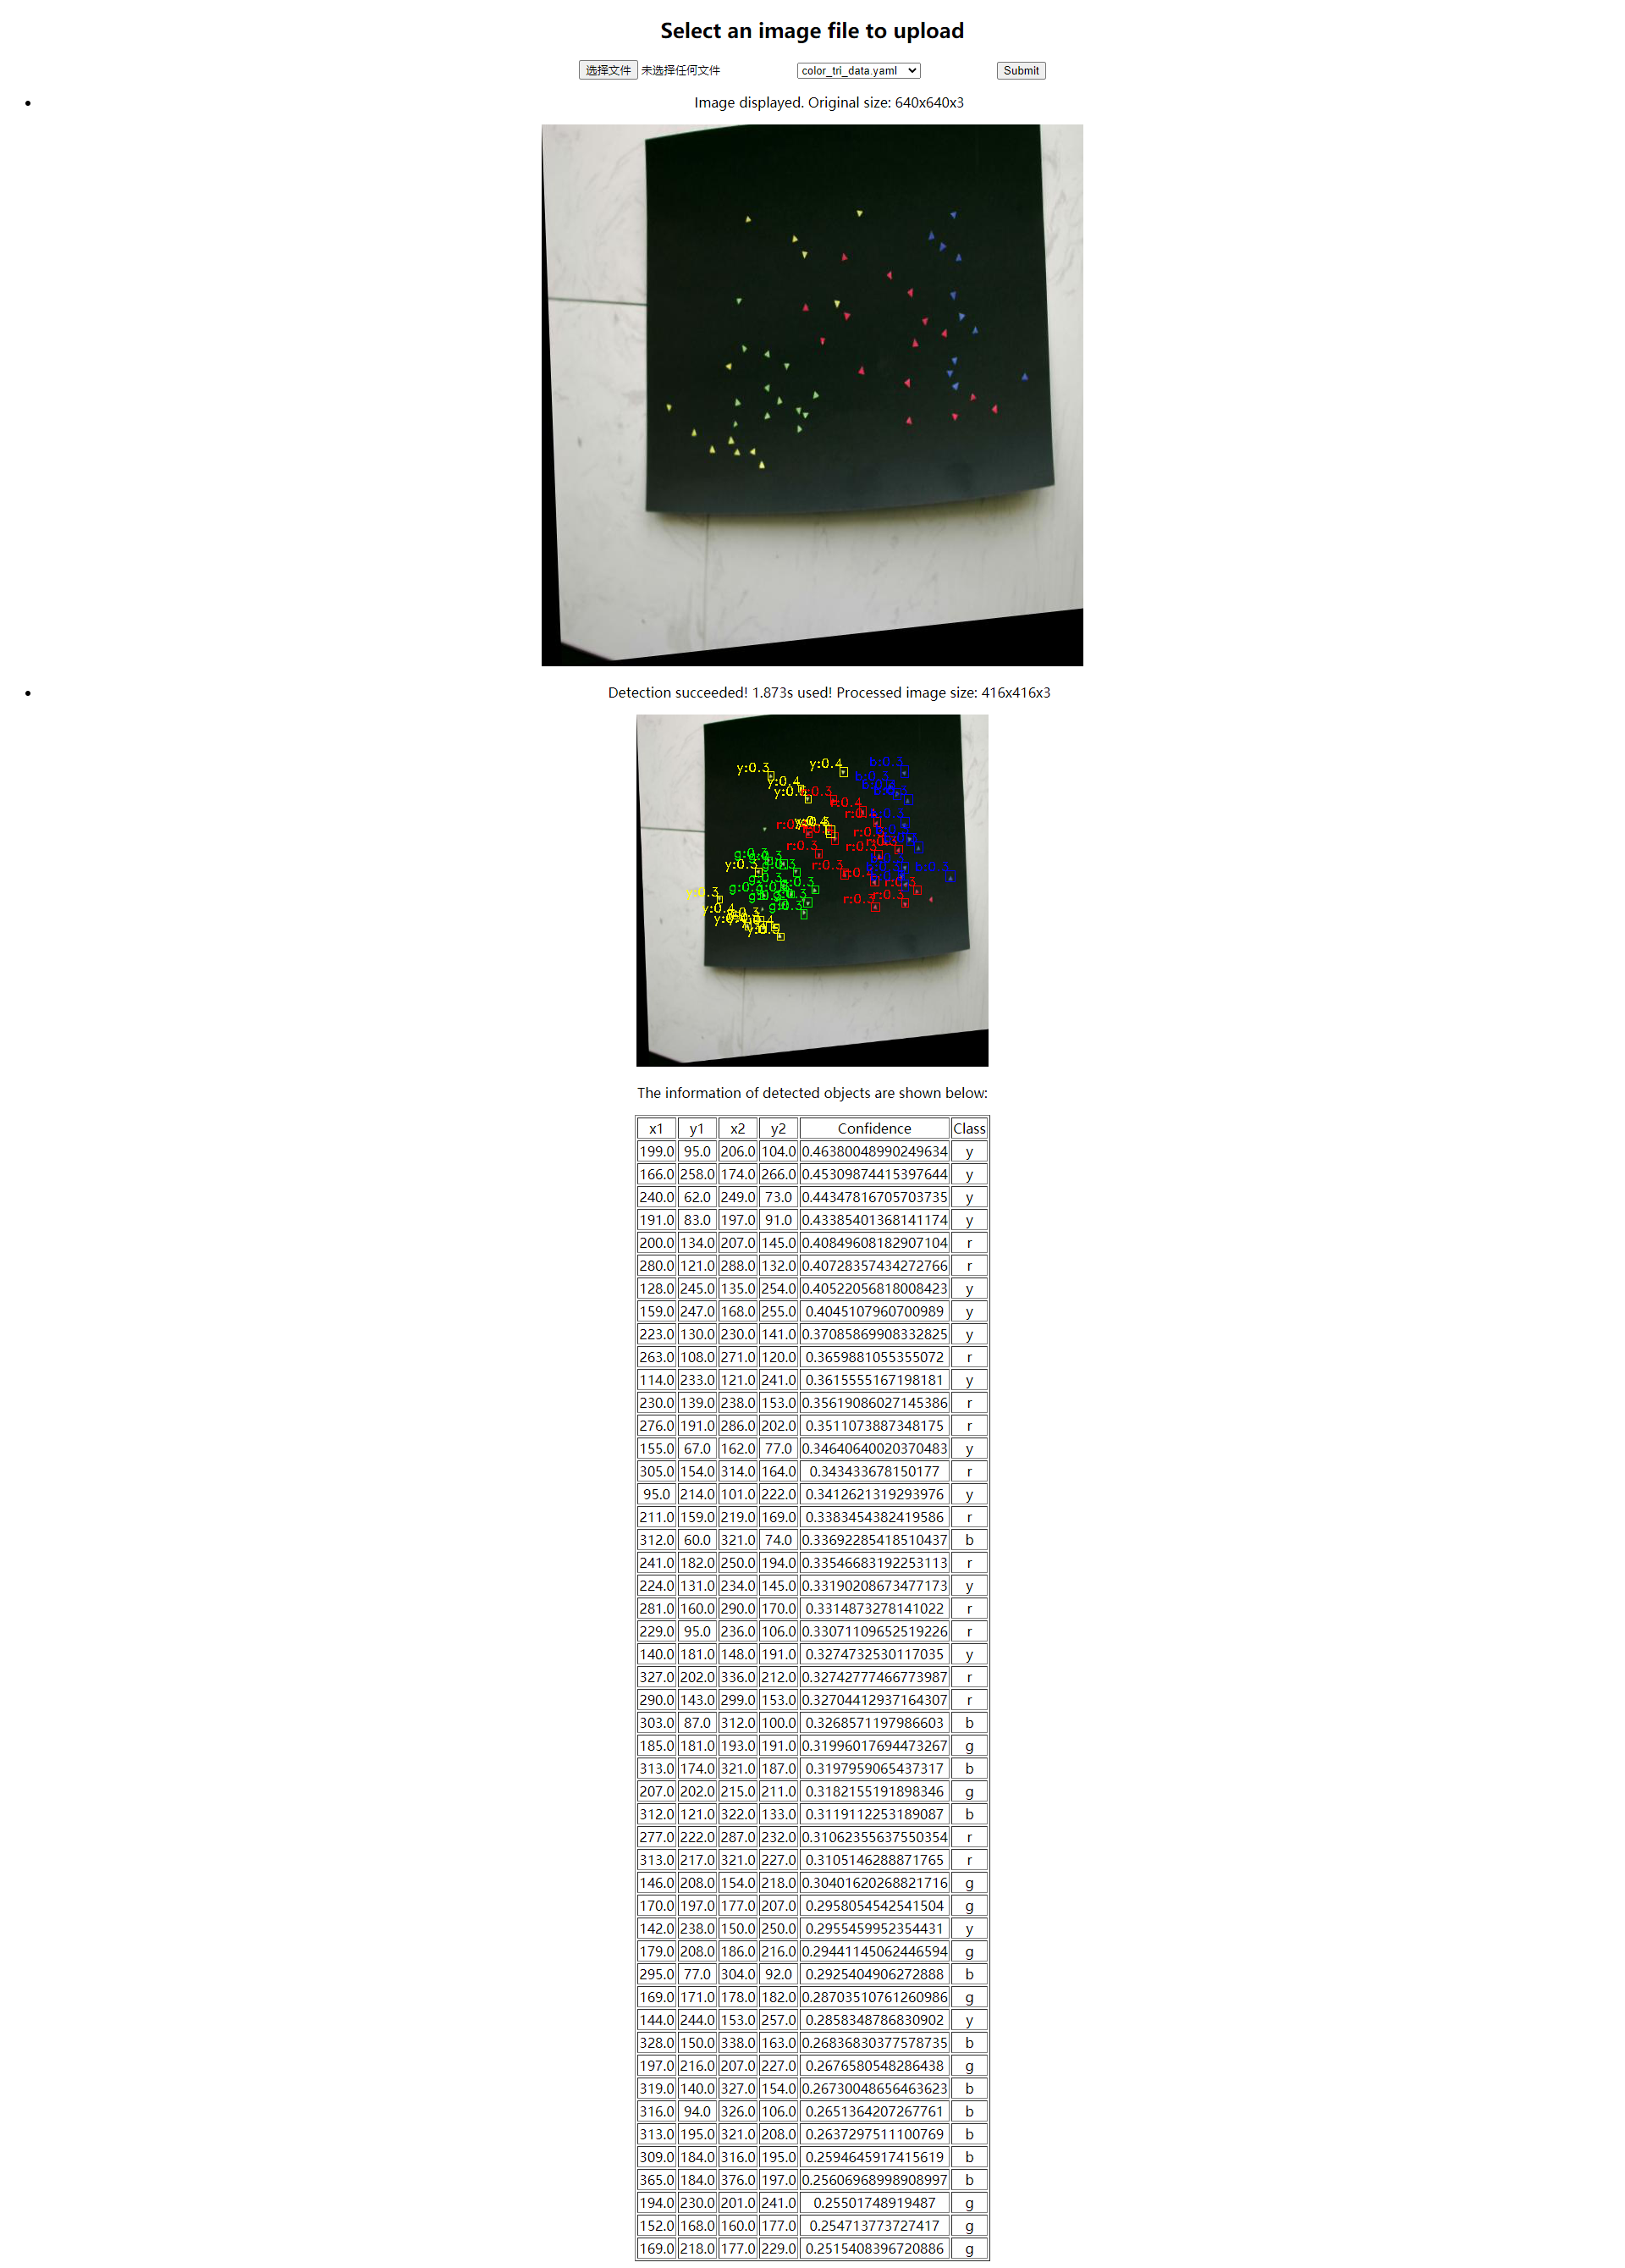 Select an image file to upload
选择文件 未选择任何文件 color_tri_data.yaml Submit
Image displayed. Original size: 640x640x3
Detection succeeded! 1.873s used! Processed image size: 416x416x3
y:0.3
y:0.4
b:0.3
The information of detected objects are shown below:
x1 y1 x2 y2 Confidence Class
199.0 95.0 206.0 104.0 0.46380048990249634 y
166.0 258.0 174.0 266.0 0.45309874415397644 y
240.0 62.0 249.0 73.0 0.44347816705703735 y
191.0 83.0 197.0 91.0 0.43385401368141174 y
200.0 134.0 207.0 145.0 0.40849608182907104 r
280.0 121.0 288.0 132.0 0.40728357434272766 r
128.0 245.0 135.0 254.0 0.40522056818008423 y
159.0 247.0 168.0 255.0 0.4045107960700989 y
223.0 130.0 230.0 141.0 0.37085869908332825 y
263.0 108.0 271.0 120.0 0.3659881055355072 r
114.0 233.0 121.0 241.0 0.3615555167198181 y
230.0 139.0 238.0 153.0 0.35619086027145386 r
276.0 191.0 286.0 202.0 0.3511073887348175 r
155.0 67.0 162.0 77.0 0.34640640020370483 y
305.0 154.0 314.0 164.0 0.343433678150177 r
95.0 214.0 101.0 222.0 0.3412621319293976 y
211.0 159.0 219.0 169.0 0.3383454382419586 r
312.0 60.0 321.0 74.0 0.33692285418510437 b
241.0 182.0 250.0 194.0 0.33546683192253113 r
224.0 131.0 234.0 145.0 0.33190208673477173 y
281.0 160.0 290.0 170.0 0.3314873278141022 r
229.0 95.0 236.0 106.0 0.33071109652519226 r
140.0 181.0 148.0 191.0 0.3274732530117035 y
327.0 202.0 336.0 212.0 0.32742777466773987 r
290.0 143.0 299.0 153.0 0.32704412937164307 r
303.0 87.0 312.0 100.0 0.3268571197986603 b
185.0 181.0 193.0 191.0 0.31996017694473267 g
313.0 174.0 321.0 187.0 0.3197959065437317 b
207.0 202.0 215.0 211.0 0.3182155191898346 g
312.0 121.0 322.0 133.0 0.3119112253189087 b
277.0 222.0 287.0 232.0 0.31062355637550354 r
313.0 217.0 321.0 227.0 0.3105146288871765 r
146.0 208.0 154.0 218.0 0.30401620268821716 g
170.0 197.0 177.0 207.0 0.2958054542541504 g
142.0 238.0 150.0 250.0 0.2955459952354431 y
179.0 208.0 186.0 216.0 0.29441145062446594 g
295.0 77.0 304.0 92.0 0.2925404906272888 b
169.0 171.0 178.0 182.0 0.28703510761260986 g
144.0 244.0 153.0 257.0 0.2858348786830902 y
328.0 150.0 338.0 163.0 0.26836830377578735 b
197.0 216.0 207.0 227.0 0.2676580548286438 g
319.0 140.0 327.0 154.0 0.26730048656463623 b
316.0 94.0 326.0 106.0 0.2651364207267761 b
313.0 195.0 321.0 208.0 0.2637297511100769 b
309.0 184.0 316.0 195.0 0.2594645917415619 b
365.0 184.0 376.0 197.0 0.25606968998908997 b
194.0 230.0 201.0 241.0 0.25501748919487 g
152.0 168.0 160.0 177.0 0.254713773727417 g
169.0 218.0 177.0 229.0 0.2515408396720886 g